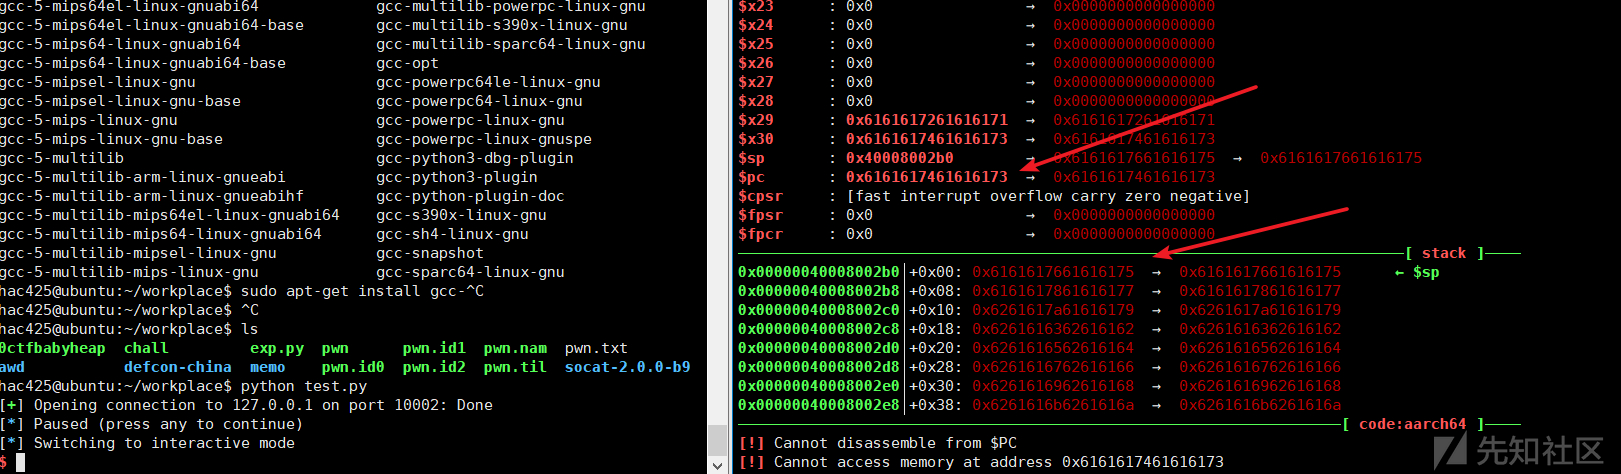 gcc-5-mips64el-linux-gnuabi64 gcc-multilib-powerpc-linux-gnu
gcc-5-mips64el-linux-gnuabi64-base gcc-multilib-s390x-linux-gnu
gcc-5-mips64-linux-gnuabi64 gcc-multilib-sparc64-linux-gnu
gcc-5-mips64-linux-gnuabi64-base gcc-opt
gcc-5-mipsel-linux-gnu gcc-powerpc64le-linux-gnu
gcc-5-mipsel-linux-gnu-base gcc-powerpc64-linux-gnu
gcc-5-mips-linux-gnu gcc-powerpc-linux-gnu
gcc-5-mips-linux-gnu-base gcc-powerpc-linux-gnuspe
gcc-5-multilib gcc-python3-dbg-plugin
gcc-5-multilib-arm-linux-gnueabi gcc-python3-plugin
gcc-5-multilib-arm-linux-gnueabihf gcc-python-plugin-doc
gcc-5-multilib-mips64el-linux-gnuabi64 gcc-s390x-linux-gnu
gcc-5-multilib-mips64-linux-gnuabi64 gcc-sh4-linux-gnu
gcc-5-multilib-mipsel-linux-gnu gcc-snapshot
gcc-5-multilib-mips-linux-gnu gcc-sparc64-linux-gnu
hac425@ubuntu:~/workplace$ sudo apt-get install gcc-^C
hac425@ubuntu:~/workplace$ ^C
hac425@ubuntu:~/workplace$ ls
0ctfbabyheap chall exp.py pwn pwn.id1 pwn.nam pwn.txt
awd defcon-china memo pwn.id0 pwn.id2 pwn.til socat-2.0.0-b9
hac425@ubuntu:~/workplace$ python test.py
[+] Opening connection to 127.0.0.1 on port 10002: Done
[*] Paused (press any to continue)
[*] Switching to interactive mode
$
$x23 : 0x0 → 0x0000000000000000
$x24 : 0x0 → 0x0000000000000000
$x25 : 0x0 → 0x0000000000000000
$x26 : 0x0 → 0x0000000000000000
$x27 : 0x0 → 0x0000000000000000
$x28 : 0x0 → 0x0000000000000000
$x29 : 0x6161617261616171 → 0x6161617261616171
$x30 : 0x6161617461616173 → 0x6161617461616173
$sp : 0x40008002b0 → 0x6161617661616175 → 0x6161617661616175
$pc : 0x6161617461616173 → 0x6161617461616173
$cpsr : [fast interrupt overflow carry zero negative]
$fpsr : 0x0 → 0x0000000000000000
$fpcr : 0x0 → 0x0000000000000000
[ stack ]
0x00000040008002b0│+0x00: 0x6161617661616175 → 0x6161617661616175 ← $sp
0x00000040008002b8│+0x08: 0x6161617861616177 → 0x6161617861616177
0x00000040008002c0│+0x10: 0x6261617a61616179 → 0x6261617a61616179
0x00000040008002c8│+0x18: 0x6261616362616162 → 0x6261616362616162
0x00000040008002d0│+0x20: 0x6261616562616164 → 0x6261616562616164
0x00000040008002d8│+0x28: 0x6261616762616166 → 0x6261616762616166
0x00000040008002e0│+0x30: 0x6261616962616168 → 0x6261616962616168
0x00000040008002e8│+0x38: 0x6261616b6261616a → 0x6261616b6261616a
[ code:aarch64 ]
[!] Cannot disassemble from $PC
[!] Cannot access memory at address 0x6161617461616173
先知社区